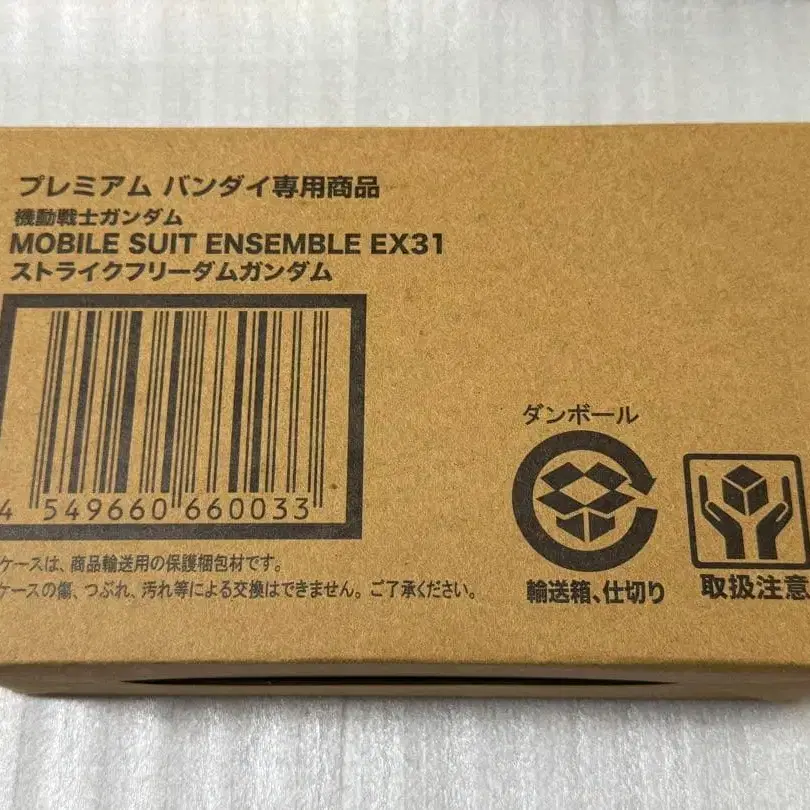 プレミアム バンダイ専用商品
機動戦士ガンダム
MOBILE SUIT ENSEMBLE EX31
ストライクフリーダムガンダム
4 549660 660033
ケースは、商品輸送用の保護梱包材です。
ケースの傷、つぶれ、汚れ等による交換はできません。ご了承ください。
ダンボール
輸送箱、仕切り
取扱注意